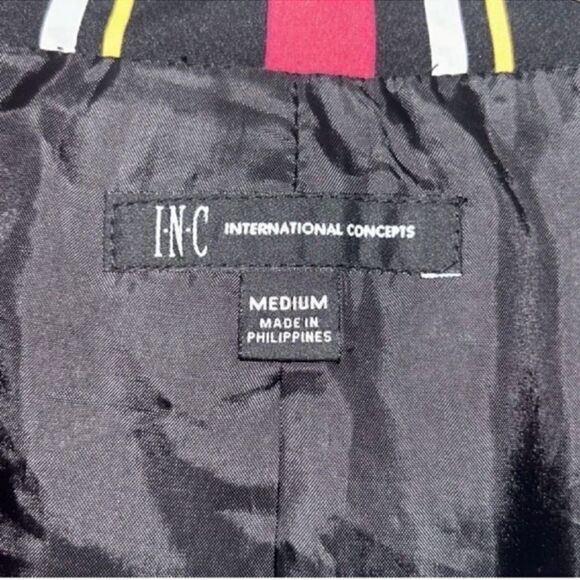 I·N·C INTERNATIONAL CONCEPTS
MEDIUM
MADE IN
PHILIPPINES